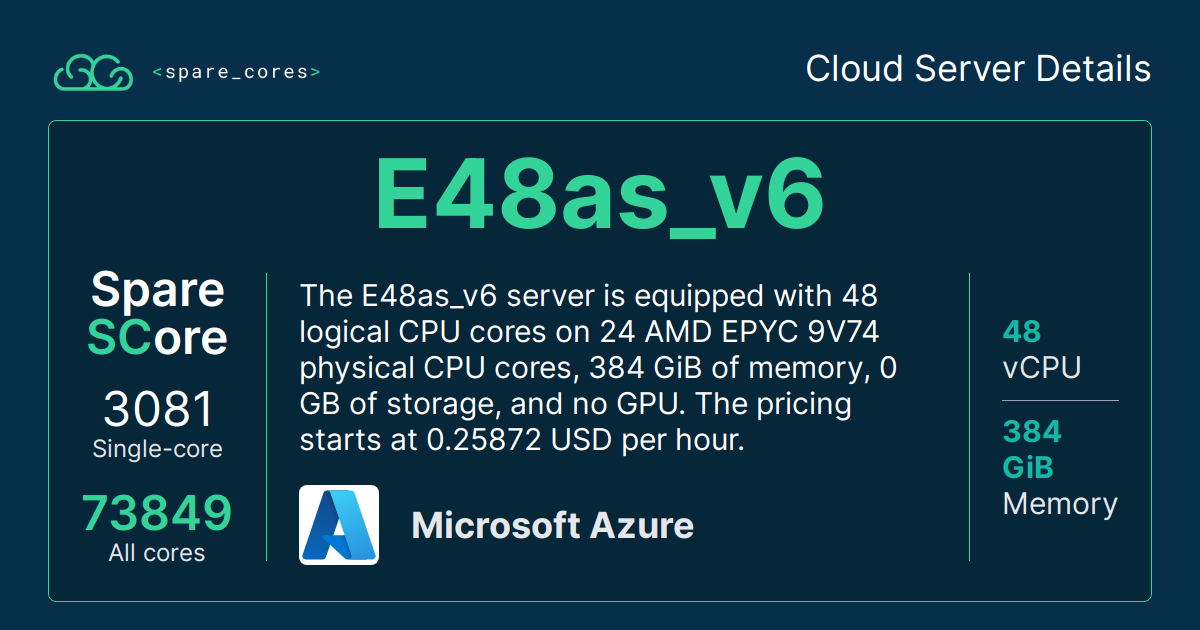 <spare_cores>
Cloud Server Details
E48as_v6
Spare
SCore
3081
Single-core
73849
All cores
The E48as_v6 server is equipped with 48
logical CPU cores on 24 AMD EPYC 9V74
physical CPU cores, 384 GiB of memory, 0
GB of storage, and no GPU. The pricing
starts at 0.25872 USD per hour.
Microsoft Azure
48
vCPU
384
GiB
Memory